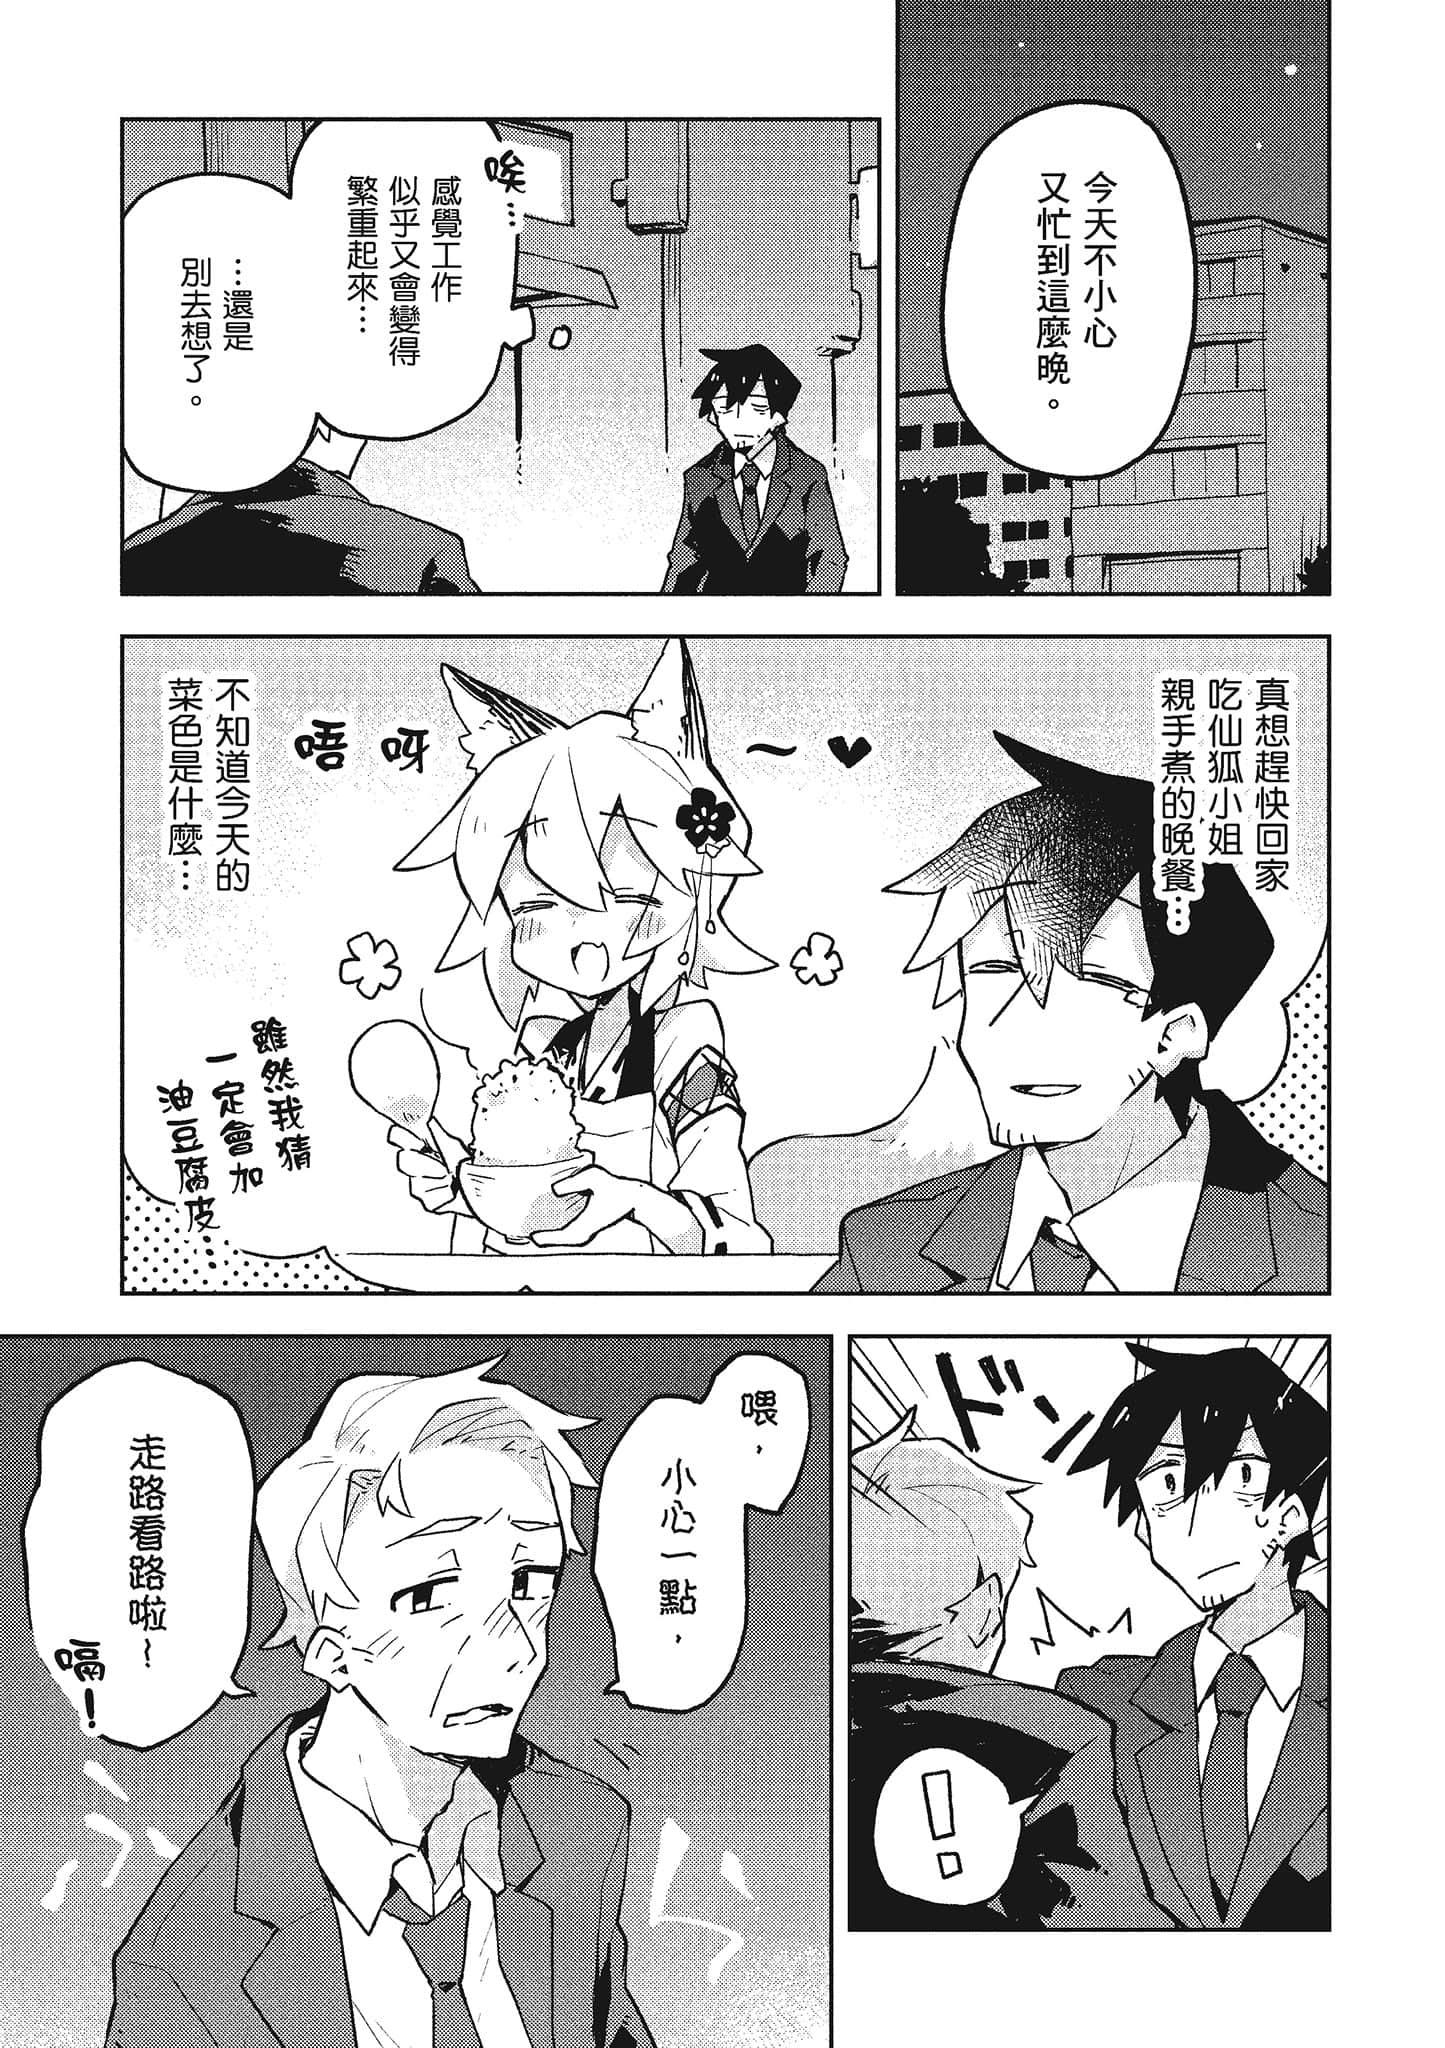 今天不小心
又忙到這麼晚。
唉…
感覺工作
似乎又會變得
繁重起來…
…還是
別去想了。
真想趕快回家
吃仙狐小姐
親手煮的晚餐…
唔呀～♥
不知道今天的
菜色是什麼…
雖然我猜
一定會加
油豆腐皮
ドン
！
喂，
小心一點，
走路看路啦～
嗝！
ふら
ふら